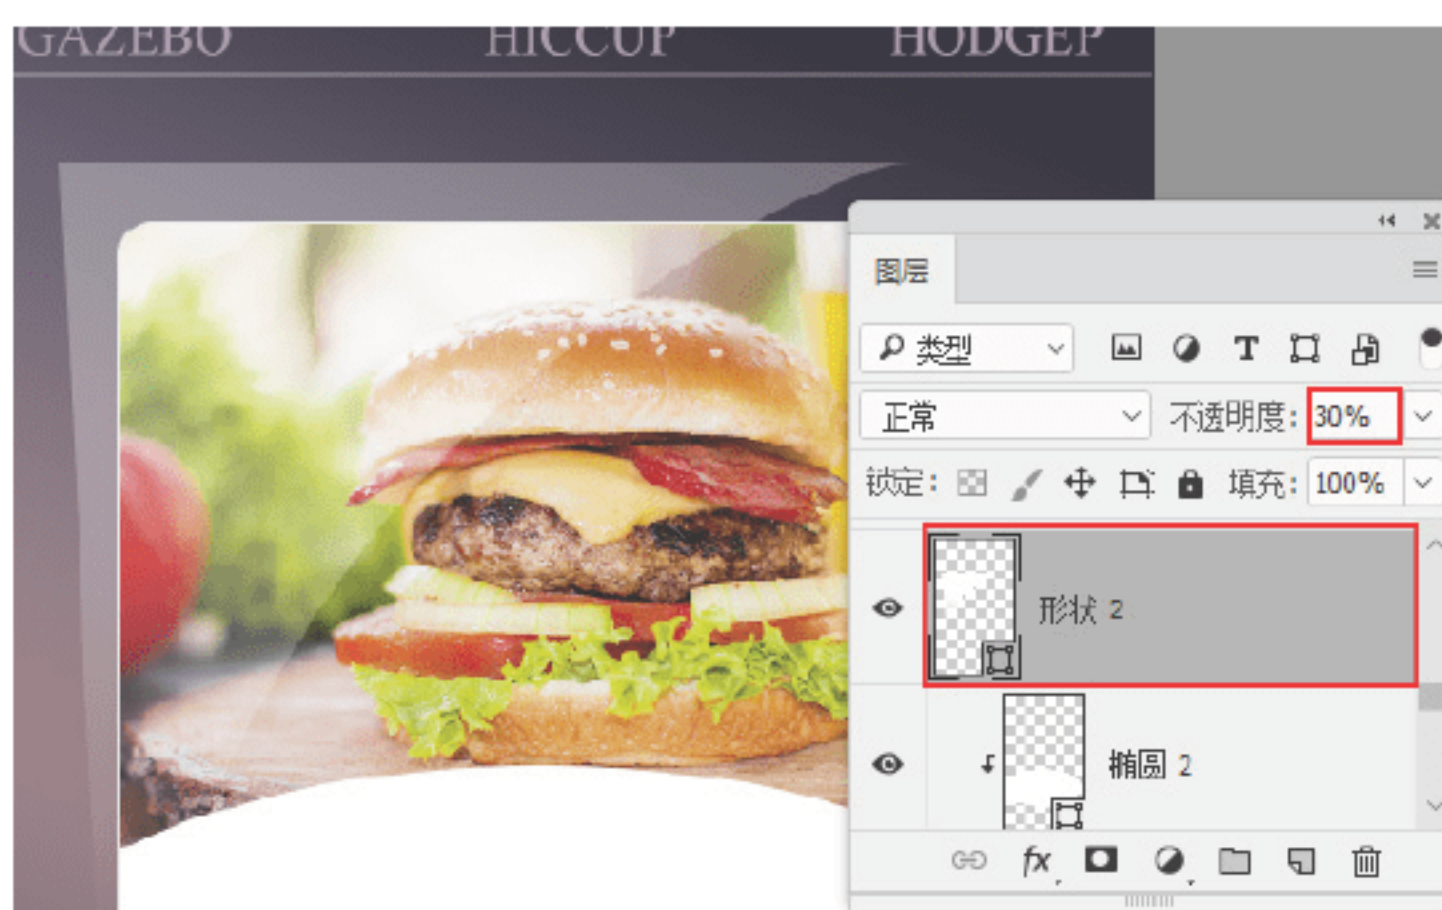 GAZEBO HICCUP HODGEP
图层
类型
正常 不透明度: 30%
锁定: 填充: 100%
形状 2
椭圆 2
fx